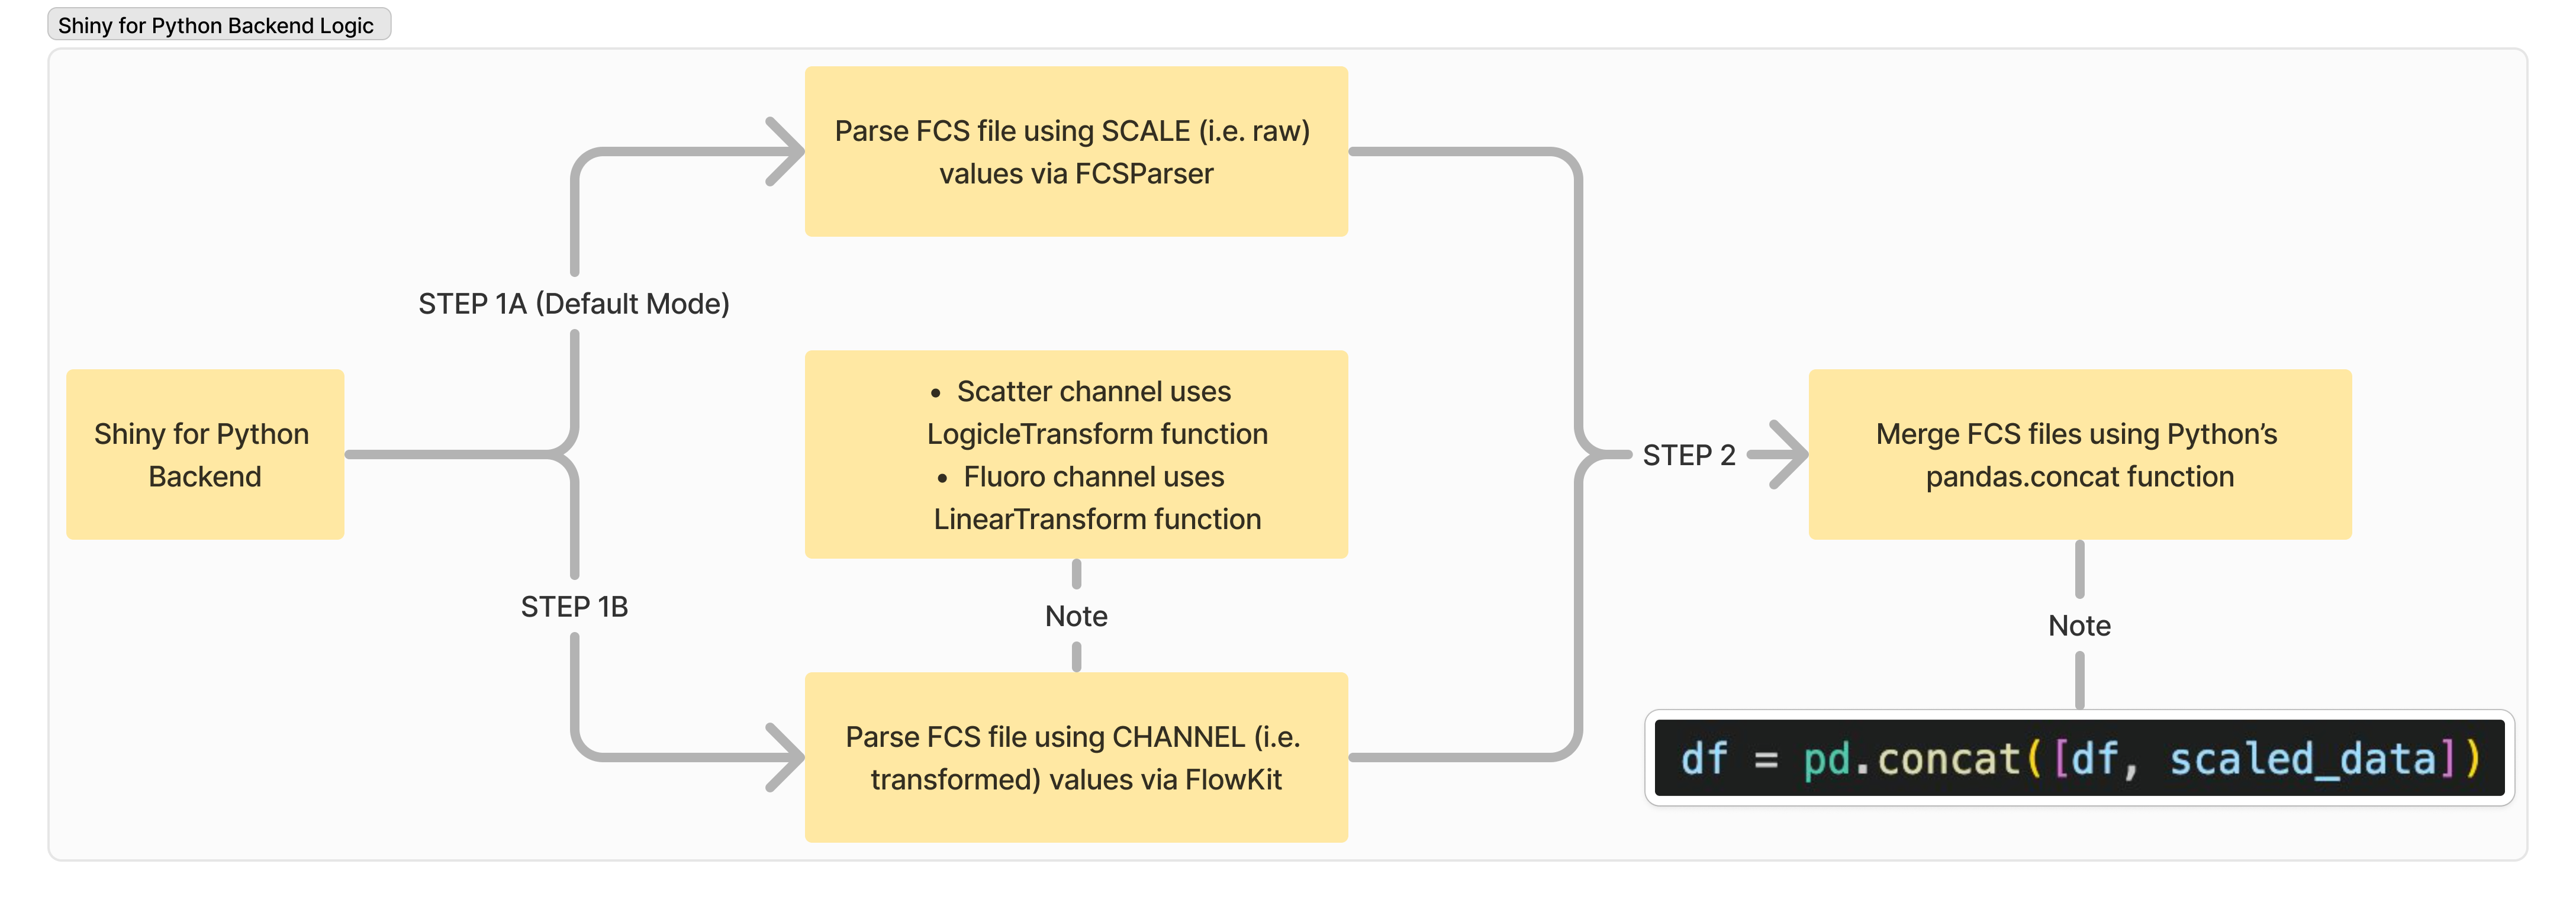 Shiny for Python Backend Logic
Parse FCS file using SCALE (i.e. raw)
values via FCSParser
STEP 1A (Default Mode)
Shiny for Python
Backend
• Scatter channel uses
LogicleTransform function
• Fluoro channel uses
LinearTransform function
STEP 2
Merge FCS files using Python’s
pandas.concat function
STEP 1B
Note
Note
Parse FCS file using CHANNEL (i.e.
transformed) values via FlowKit
df = pd.concat([df, scaled_data])